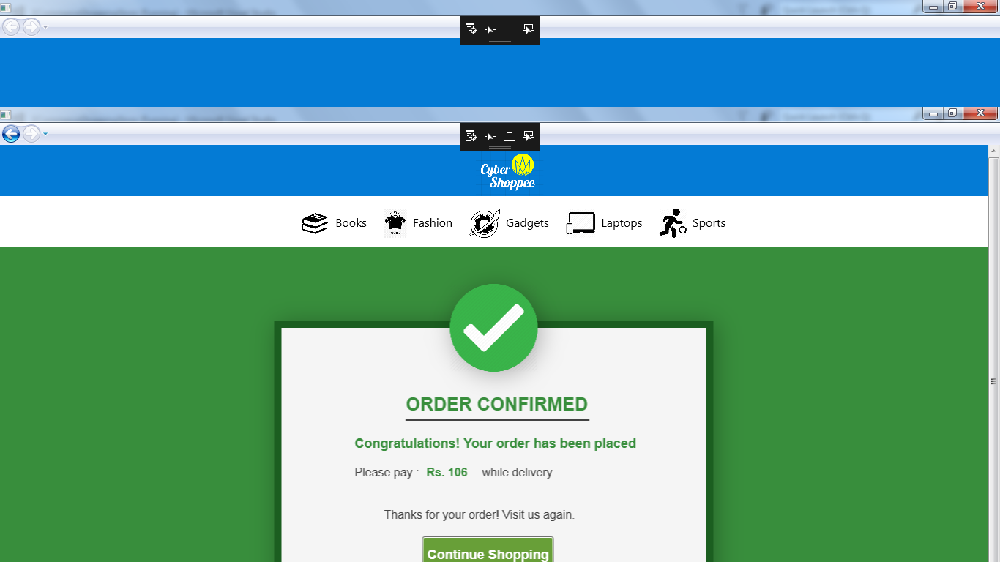 Cyber
Shoppee
Books
Fashion
Gadgets
Laptops
Sports
ORDER CONFIRMED
Congratulations! Your order has been placed
Please pay : Rs. 106 while delivery.
Thanks for your order! Visit us again.
Continue Shopping